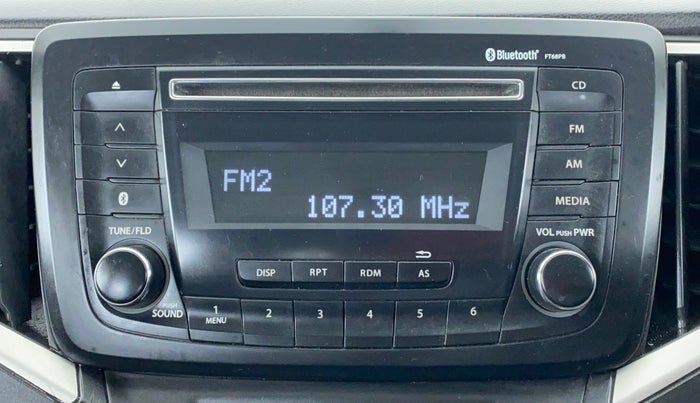 Bluetooth® FT68PB
CD
FM
AM
MEDIA
FM2
107.30 MHz
TUNE/FLD
VOL PUSH PWR
DISP RPT RDM AS
PUSH
SOUND
1 2 3 4 5 6
MENU